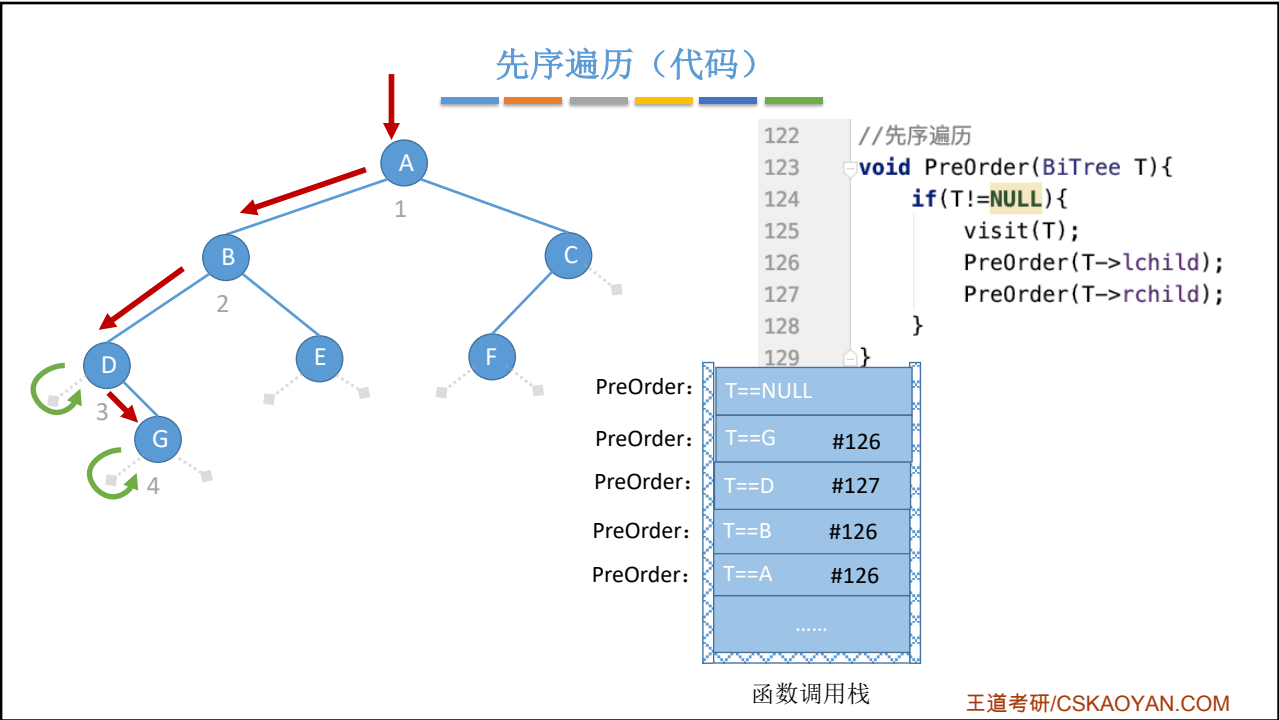 先序遍历（代码）
A
1
B
C
2
D
E
F
3
G
4
122 //先序遍历
123 void PreOrder(BiTree T){
124 if(T!=NULL){
125 visit(T);
126 PreOrder(T->lchild);
127 PreOrder(T->rchild);
128 }
129 }
PreOrder： T==NULL
PreOrder： T==G #126
PreOrder： T==D #127
PreOrder： T==B #126
PreOrder： T==A #126
……
函数调用栈
王道考研/CSKAOYAN.COM